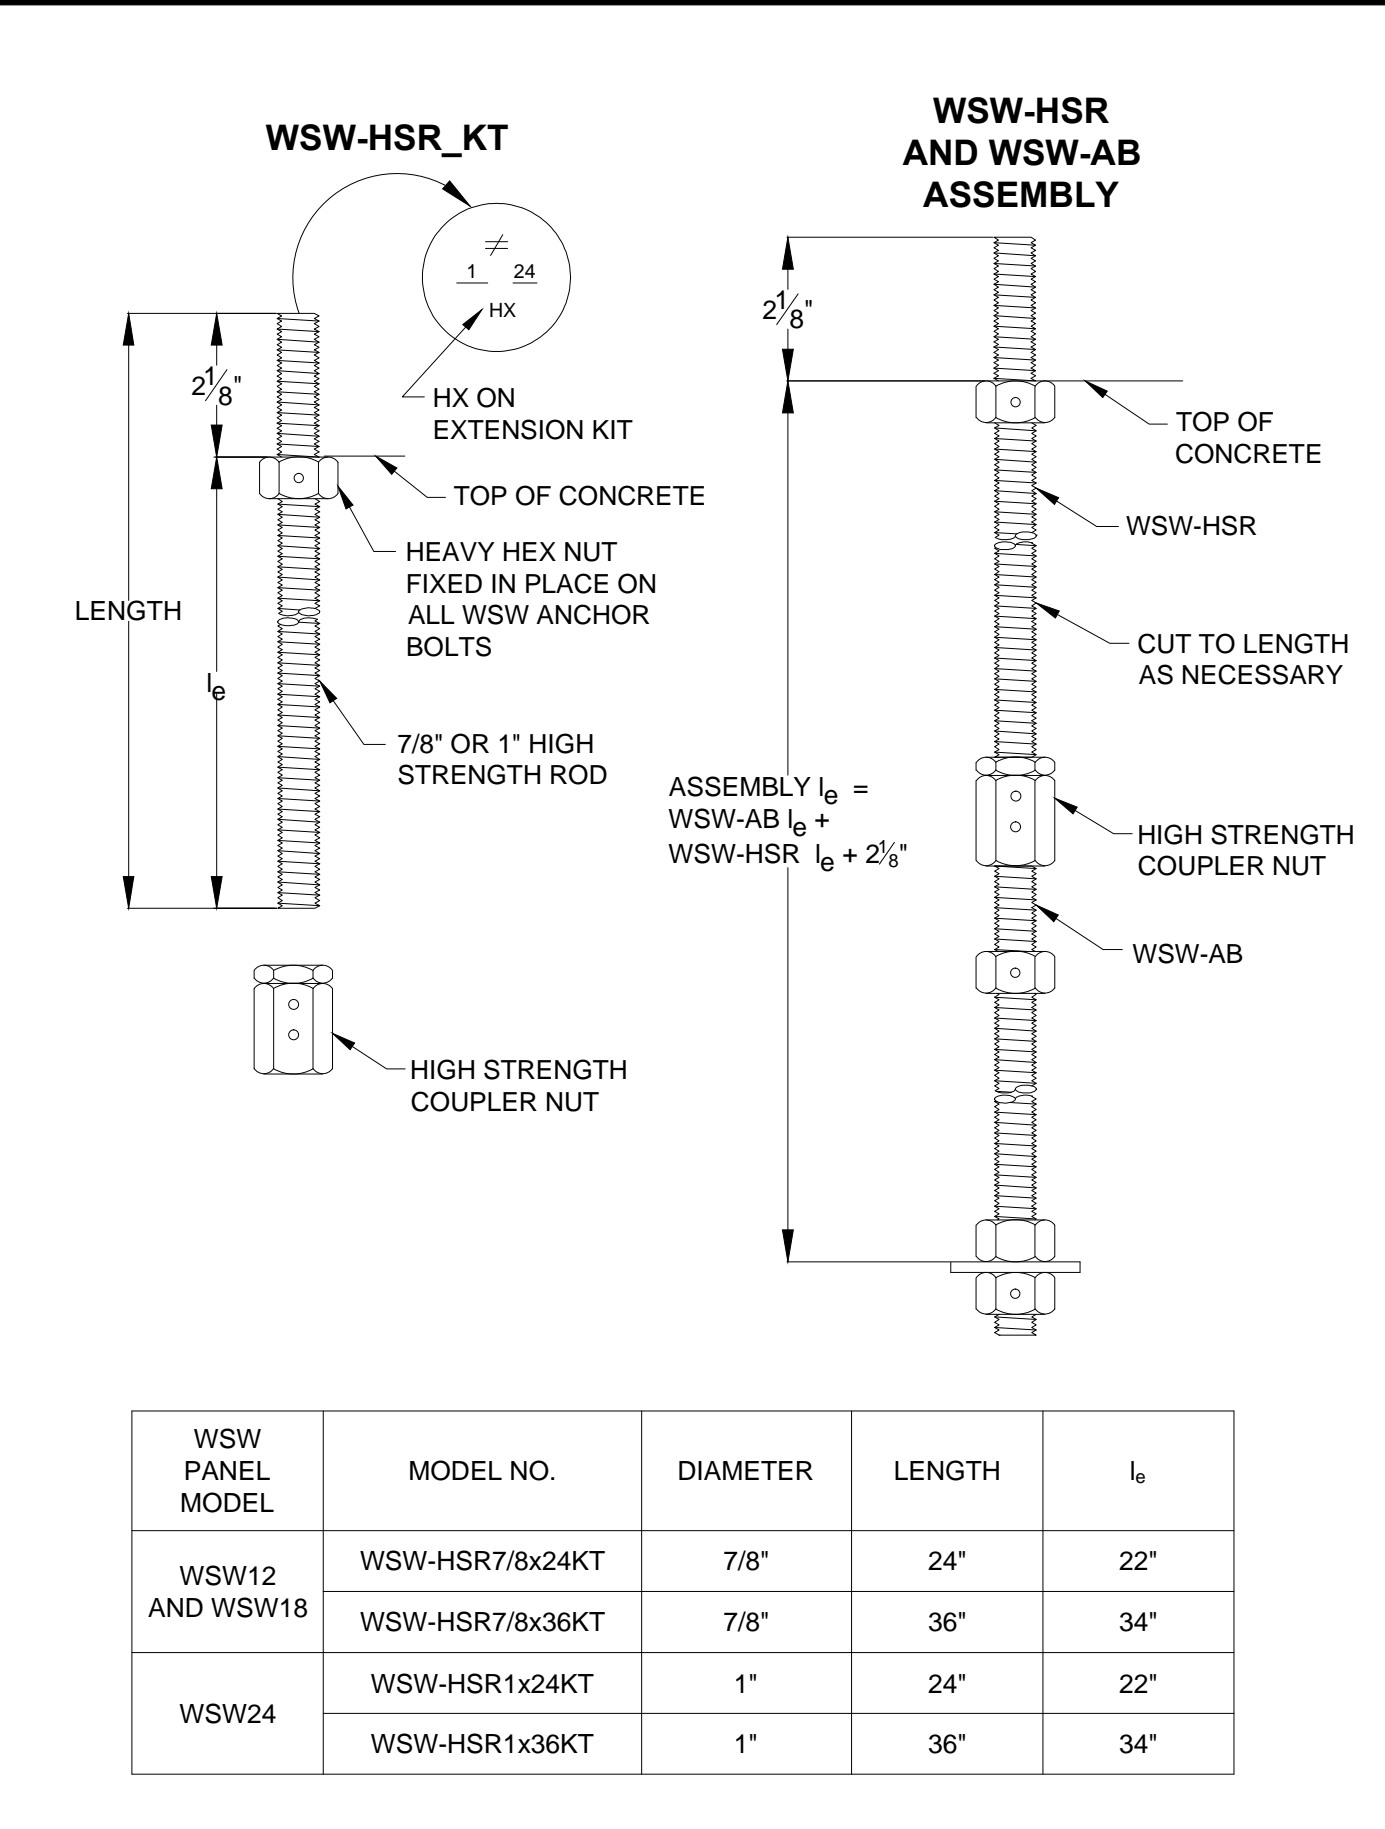 WSW-HSR_KT
≠
1 24
HX
2 1/8"
HX ON
EXTENSION KIT
TOP OF CONCRETE
HEAVY HEX NUT
FIXED IN PLACE ON
ALL WSW ANCHOR
BOLTS
LENGTH
le
7/8" OR 1" HIGH
STRENGTH ROD
HIGH STRENGTH
COUPLER NUT
WSW-HSR
AND WSW-AB
ASSEMBLY
2 1/8"
TOP OF
CONCRETE
WSW-HSR
CUT TO LENGTH
AS NECESSARY
ASSEMBLY le =
WSW-AB le +
WSW-HSR le + 2 1/8"
HIGH STRENGTH
COUPLER NUT
WSW-AB
WSW
PANEL
MODEL
MODEL NO.
DIAMETER
LENGTH
le
WSW12
AND WSW18
WSW-HSR7/8x24KT 7/8" 24" 22"
WSW-HSR7/8x36KT 7/8" 36" 34"
WSW24
WSW-HSR1x24KT 1" 24" 22"
WSW-HSR1x36KT 1" 36" 34"